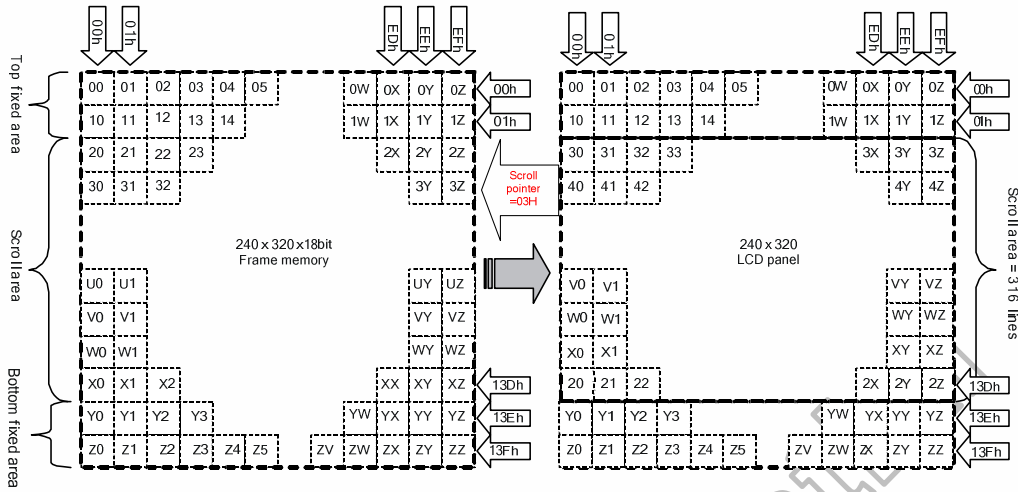 00h 01h EDh EEh EFh 00h 01h EDh EEh EFh
Top fixed area
00 01 02 03 04 05 0W 0X 0Y 0Z 00h 00 01 02 03 04 05 0W 0X 0Y 0Z 00h
10 11 12 13 14 1W 1X 1Y 1Z 01h 10 11 12 13 14 1W 1X 1Y 1Z 01h
20 21 22 23 2X 2Y 2Z 30 31 32 33 3X 3Y 3Z
30 31 32 3Y 3Z 40 41 42 4Y 4Z
Scroll
pointer
=03H
Scroll area
240 x 320 x18bit
Frame memory
240 x 320
LCD panel
Scroll area = 316 lines
U0 U1 UY UZ V0 V1 VY VZ
V0 V1 VY VZ W0 W1 WY WZ
W0 W1 WY WZ X0 X1 XY XZ
X0 X1 X2 XX XY XZ 13Dh 20 21 22 2X 2Y 2Z 13Dh
Bottom fixed area
Y0 Y1 Y2 Y3 YW YX YY YZ 13Eh Y0 Y1 Y2 Y3 YW YX YY YZ 13Eh
Z0 Z1 Z2 Z3 Z4 Z5 ZV ZW ZX ZY ZZ 13Fh Z0 Z1 Z2 Z3 Z4 Z5 ZV ZW ZX ZY ZZ 13Fh